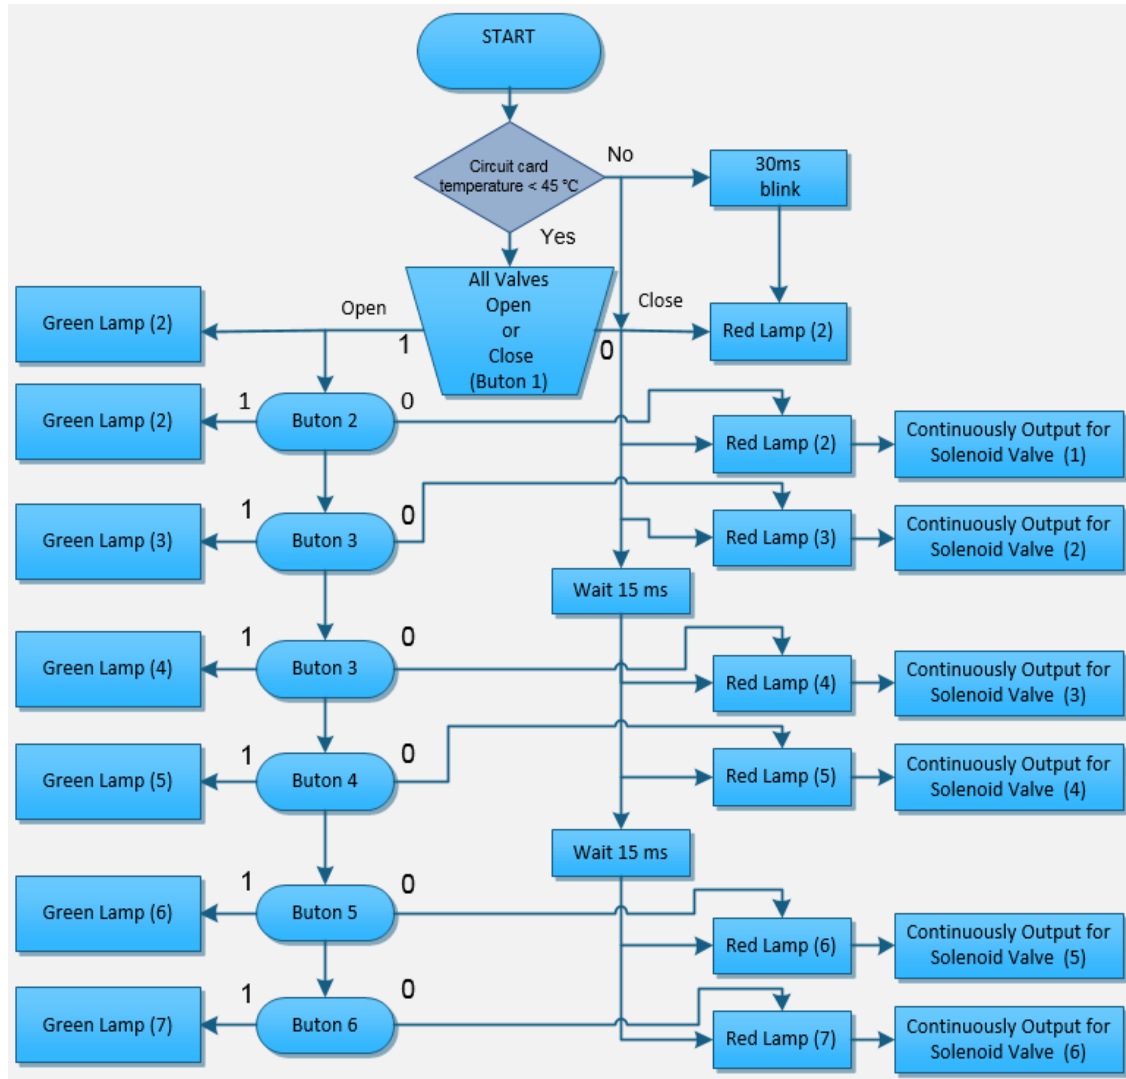 START
Circuit card
temperature < 45 °C
No
30ms
blink
Yes
All Valves
Open
or
Close
(Buton 1)
Open
1
Close
0
Green Lamp (2)
Red Lamp (2)
Green Lamp (2)
1
Buton 2
0
Red Lamp (2)
Continuously Output for
Solenoid Valve (1)
Green Lamp (3)
1
Buton 3
0
Red Lamp (3)
Continuously Output for
Solenoid Valve (2)
Wait 15 ms
Green Lamp (4)
1
Buton 3
0
Red Lamp (4)
Continuously Output for
Solenoid Valve (3)
Green Lamp (5)
1
Buton 4
0
Red Lamp (5)
Continuously Output for
Solenoid Valve (4)
Wait 15 ms
Green Lamp (6)
1
Buton 5
0
Red Lamp (6)
Continuously Output for
Solenoid Valve (5)
Green Lamp (7)
1
Buton 6
0
Red Lamp (7)
Continuously Output for
Solenoid Valve (6)